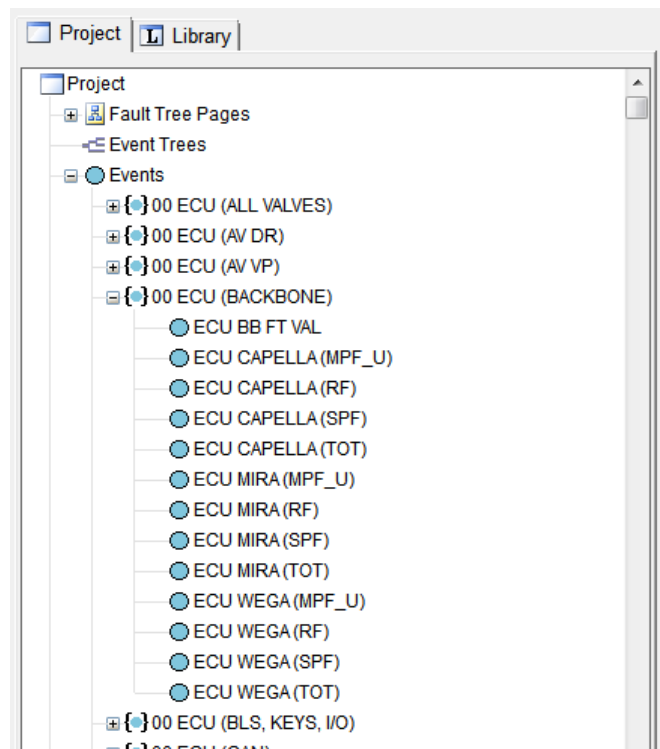 Project L Library
Project
Fault Tree Pages
Event Trees
Events
00 ECU (ALL VALVES)
00 ECU (AV DR)
00 ECU (AV VP)
00 ECU (BACKBONE)
ECU BB FT VAL
ECU CAPELLA (MPF_U)
ECU CAPELLA (RF)
ECU CAPELLA (SPF)
ECU CAPELLA (TOT)
ECU MIRA (MPF_U)
ECU MIRA (RF)
ECU MIRA (SPF)
ECU MIRA (TOT)
ECU WEGA (MPF_U)
ECU WEGA (RF)
ECU WEGA (SPF)
ECU WEGA (TOT)
00 ECU (BLS, KEYS, I/O)
00 ECU (CAN)